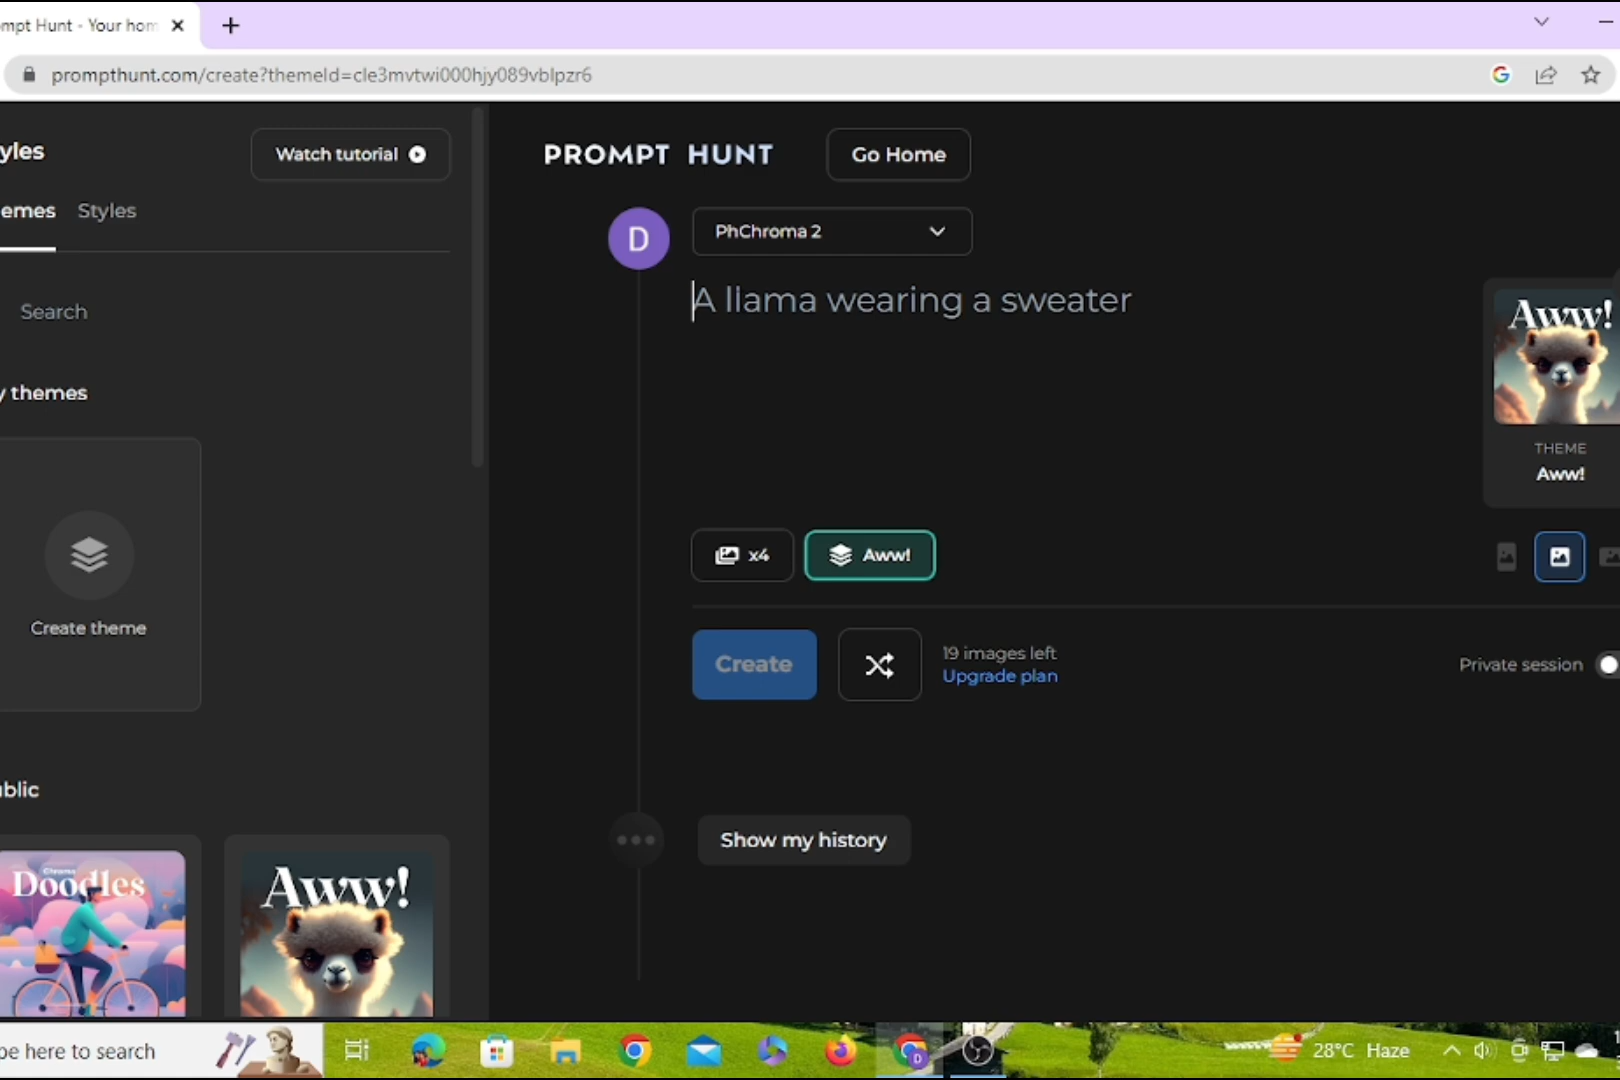 mpt Hunt - Your hom
prompthunt.com/create?themeId=cle3mvtwi000hjy089vblpzr6
yles
Watch tutorial
PROMPT HUNT
Go Home
emes
Styles
D
PhChroma 2
Search
A llama wearing a sweater
Aww!
THEME
Aww!
y themes
Create theme
x4
Aww!
Create
19 images left
Upgrade plan
Private session
ublic
Show my history
Chroma
Doodles
Aww!
pe here to search
D
28°C Haze